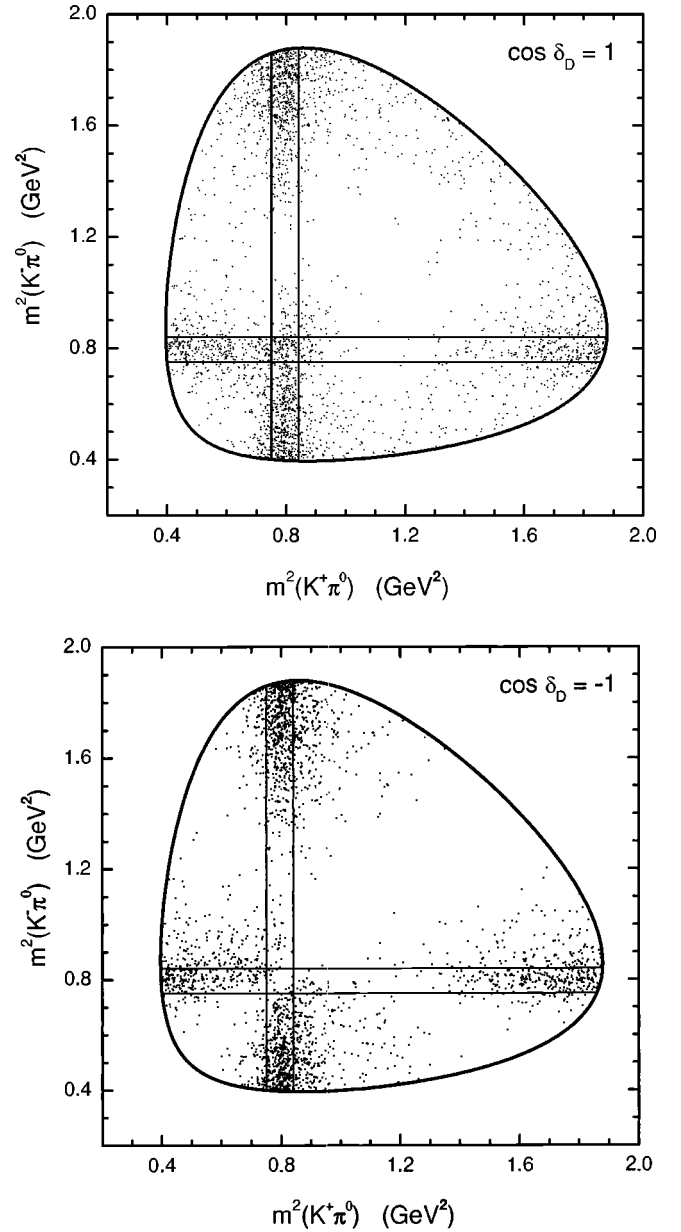 cos δ_D = 1
2.0
1.6
1.2
0.8
0.4
m²(K⁻π⁰) (GeV²)
0.4 0.8 1.2 1.6 2.0
m²(K⁺π⁰) (GeV²)
cos δ_D = -1
2.0
1.6
1.2
0.8
0.4
m²(K⁻π⁰) (GeV²)
0.4 0.8 1.2 1.6 2.0
m²(K⁺π⁰) (GeV²)